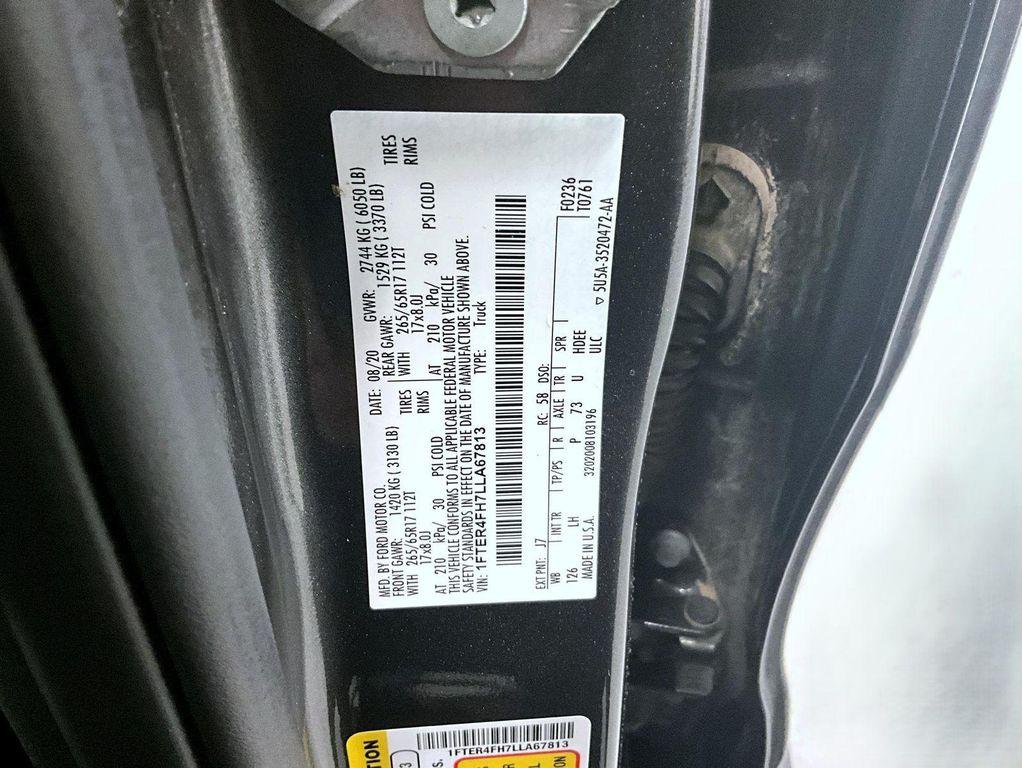 MFD. BY FORD MOTOR CO. DATE: 08/20 GVWR: 2744 KG ( 6050 LB)
FRONT GAWR: 1420 KG ( 3130 LB) REAR GAWR: 1529 KG ( 3370 LB)
WITH 265/65R17 112T TIRES WITH 265/65R17 112T TIRES
17x8.0J RIMS 17x8.0J RIMS
AT 210 kPa/ 30 PSI COLD AT 210 kPa/ 30 PSI COLD
THIS VEHICLE CONFORMS TO ALL APPLICABLE FEDERAL MOTOR VEHICLE
SAFETY STANDARDS IN EFFECT ON THE DATE OF MANUFACTURE SHOWN ABOVE.
VIN: 1FTER4FH7LLA67813 TYPE: Truck
EXT PNT: J7 RC: 58 DSO: F0236
WB INT TR TP/PS R AXLE TR SPR T0761
126 LH P 73 U HDEE
ULC
MADE IN U.S.A. 3202008103196 5U5A-3520472-AA
1FTER4FH7LLA67813